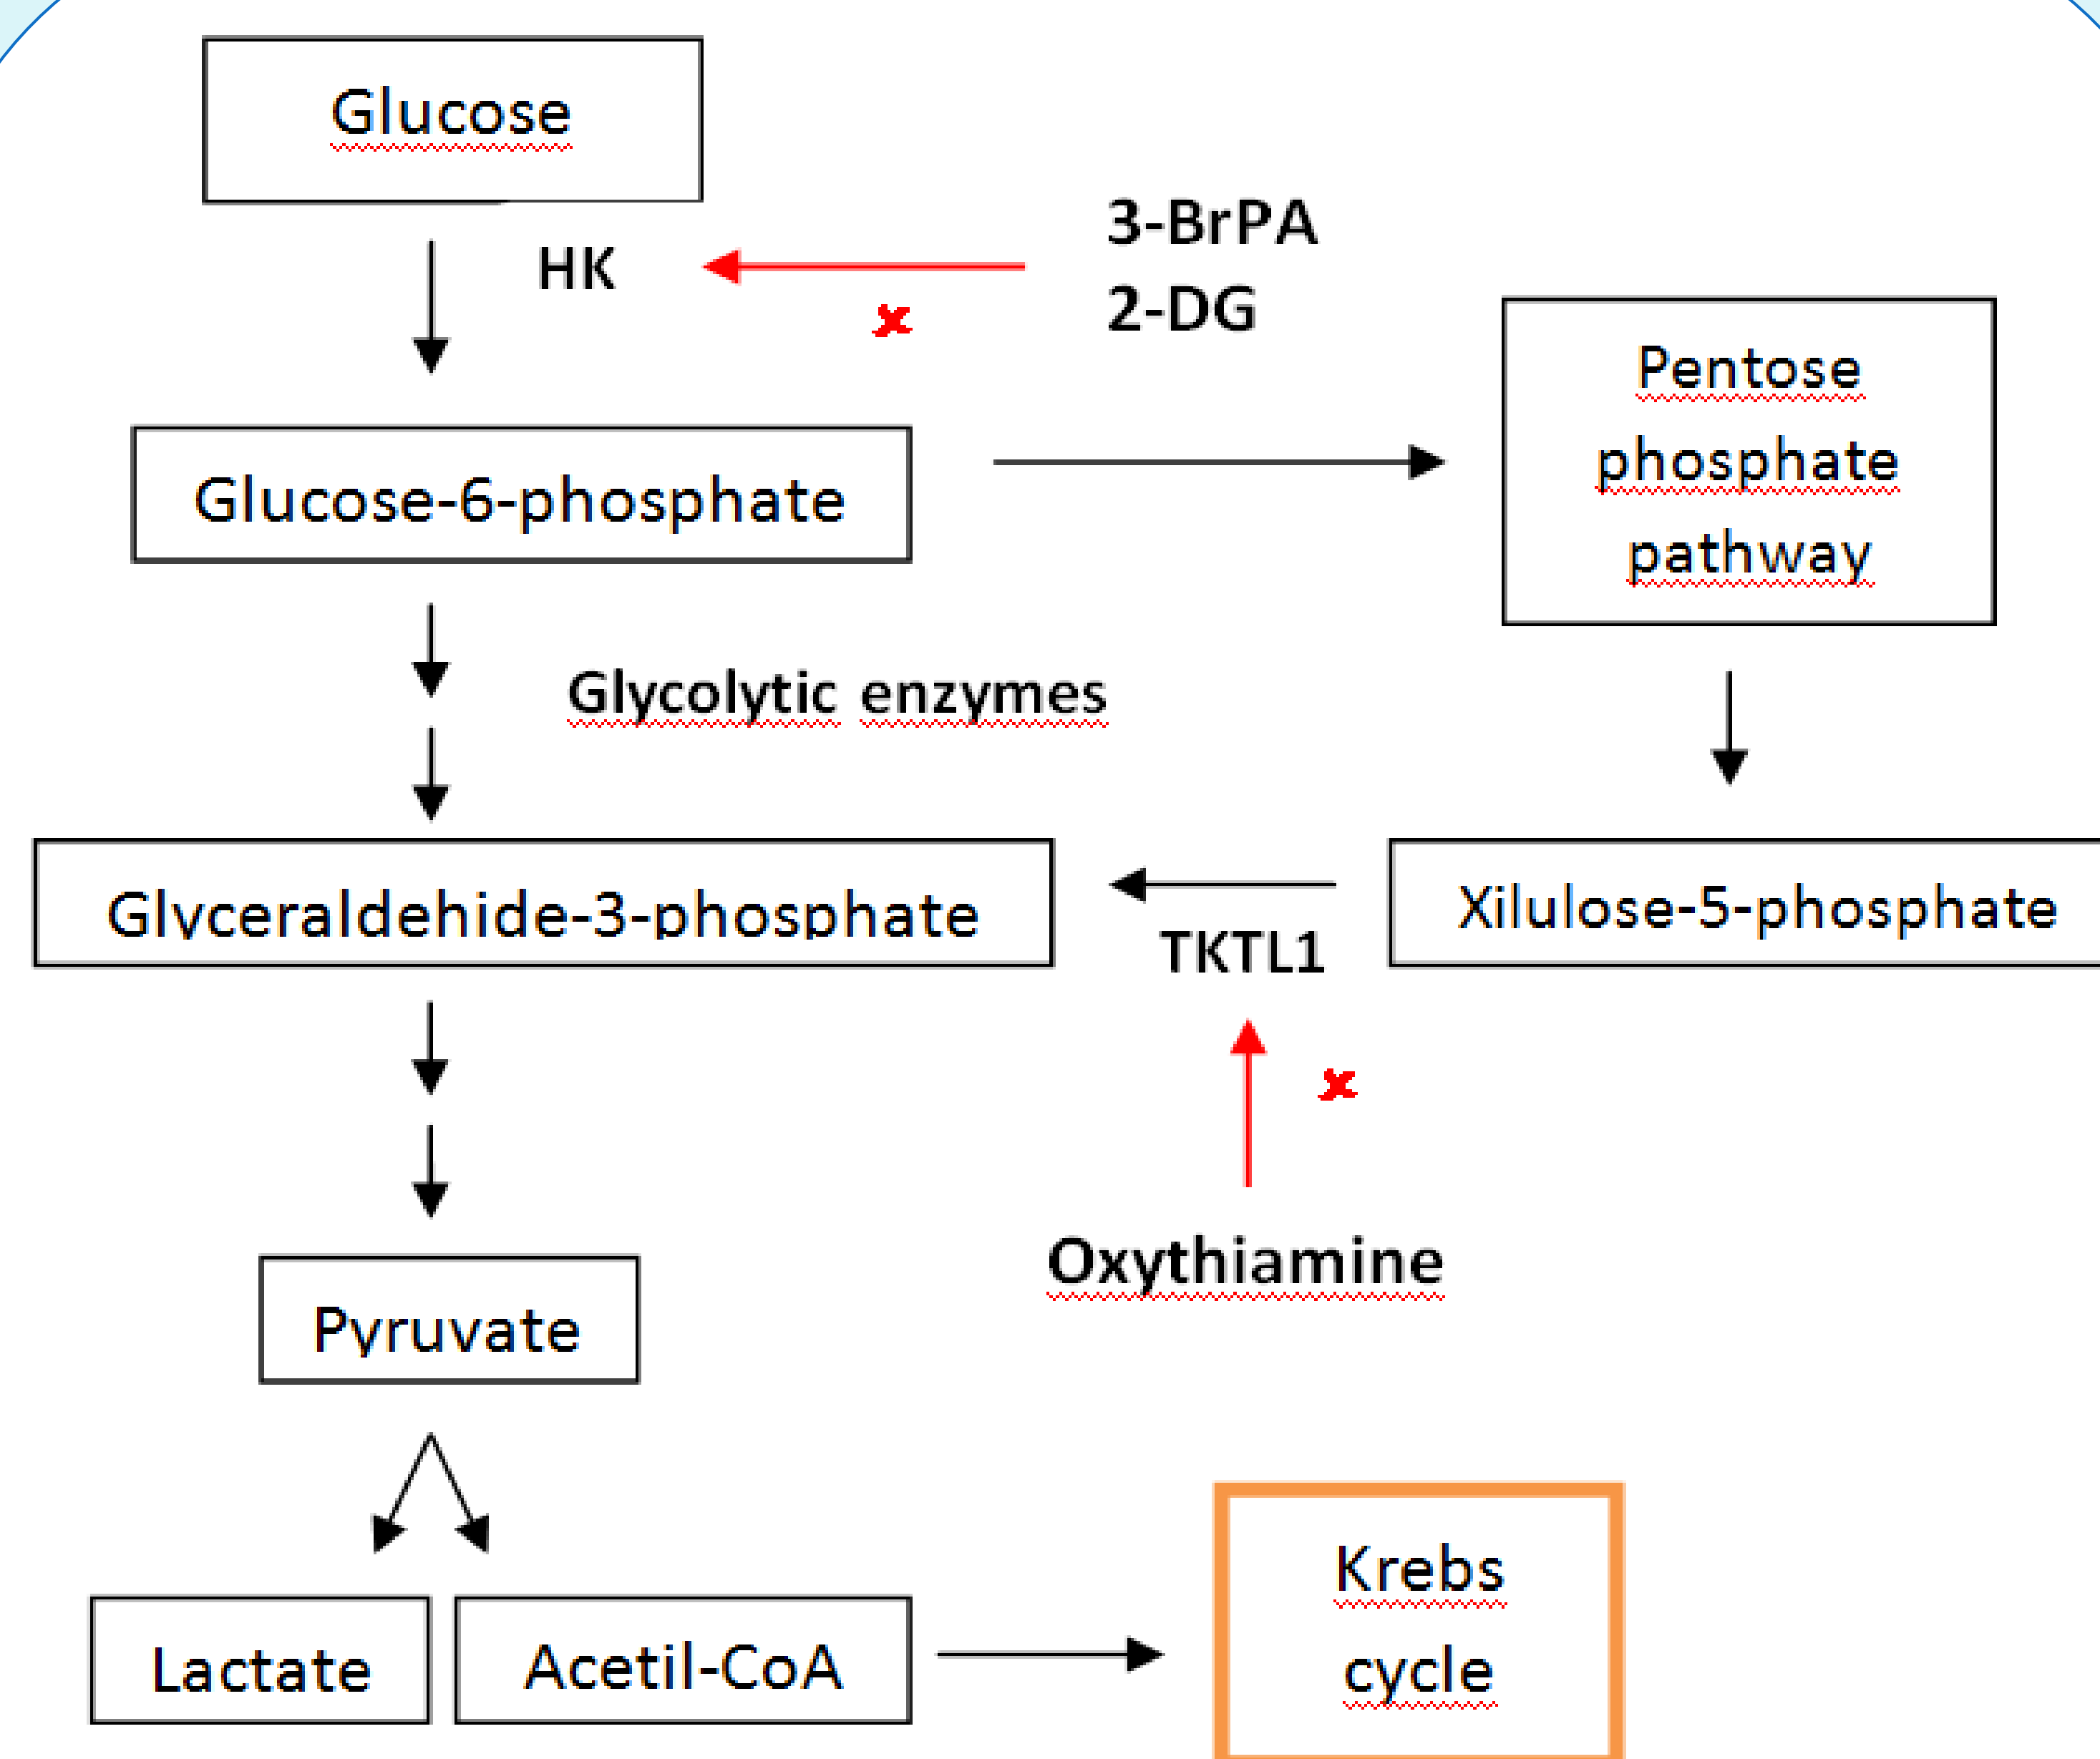 Glucose
HK
3-BrPA
2-DG
Glucose-6-phosphate
Pentose
phosphate
pathway
Glycolytic enzymes
Glyceraldehide-3-phosphate
TKTL1
Xilulose-5-phosphate
Oxythiamine
Pyruvate
Lactate
Acetil-CoA
Krebs
cycle